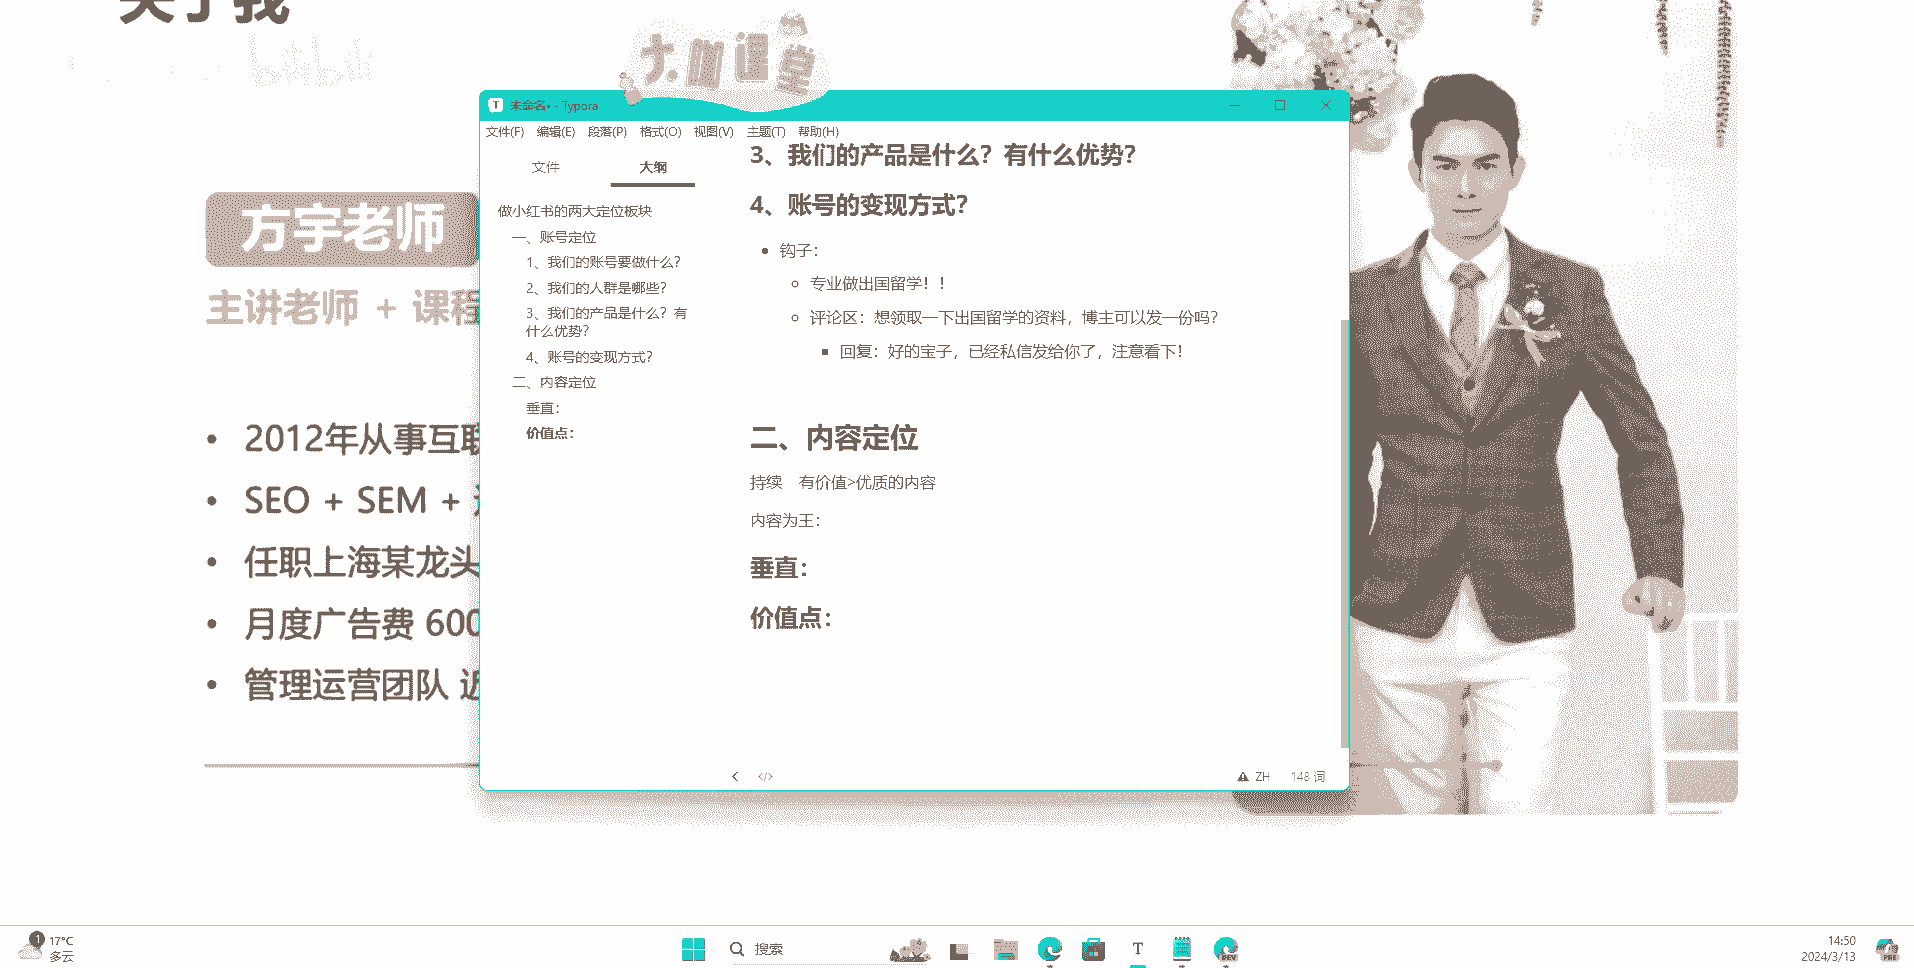 关于我
bilibili
大咖课堂
未命名• - Typora
文件(F) 编辑(E) 段落(P) 格式(O) 视图(V) 主题(T) 帮助(H)
文件 大纲
做小红书的两大定位板块
一、账号定位
1、我们的账号要做什么？
2、我们的人群是哪些？
3、我们的产品是什么？有
什么优势？
4、账号的变现方式？
二、内容定位
垂直：
价值点：
3、我们的产品是什么？有什么优势？
4、账号的变现方式？
钩子：
专业做出国留学！！
评论区：想领取一下出国留学的资料，博主可以发一份吗？
回复：好的宝子，已经私信发给你了，注意看下！
二、内容定位
持续 有价值>优质的内容
内容为王：
垂直：
价值点：
</> ZH 148 词
方宇老师
主讲老师 + 课程
• 2012年从事互联
• SEO + SEM +
• 任职上海某龙头
• 月度广告费 600
• 管理运营团队 近
1 17°C
多云
搜索
DEV
14:50
2024/3/13
PRE